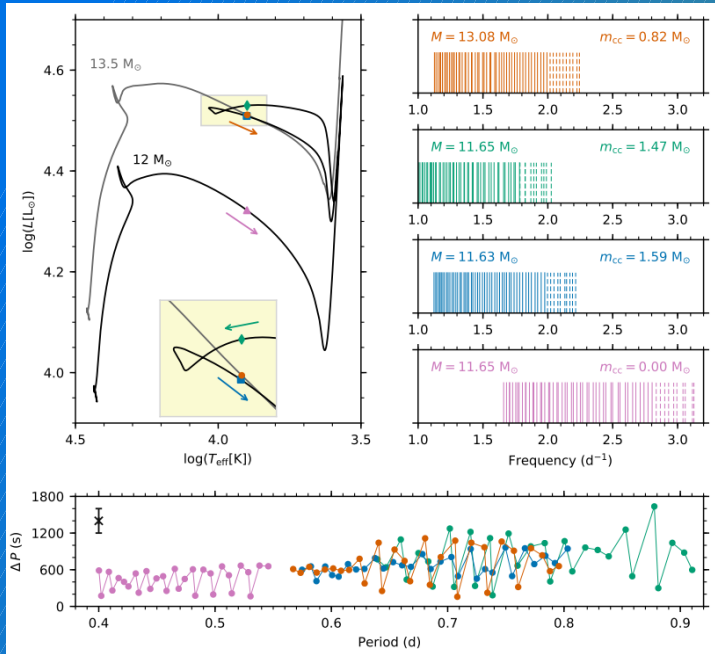 13.5 M⊙
12 M⊙
4.6
4.4
4.2
4.0
log(L[L⊙])
4.5
4.0
3.5
log(Teff[K])
M = 13.08 M⊙ mcc = 0.82 M⊙
1.0 1.5 2.0 2.5 3.0
M = 11.65 M⊙ mcc = 1.47 M⊙
1.0 1.5 2.0 2.5 3.0
M = 11.63 M⊙ mcc = 1.59 M⊙
1.0 1.5 2.0 2.5 3.0
M = 11.65 M⊙ mcc = 0.00 M⊙
1.0 1.5 2.0 2.5 3.0
Frequency (d⁻¹)
1800
1200
600
0
ΔP (s)
0.4 0.5 0.6 0.7 0.8 0.9
Period (d)